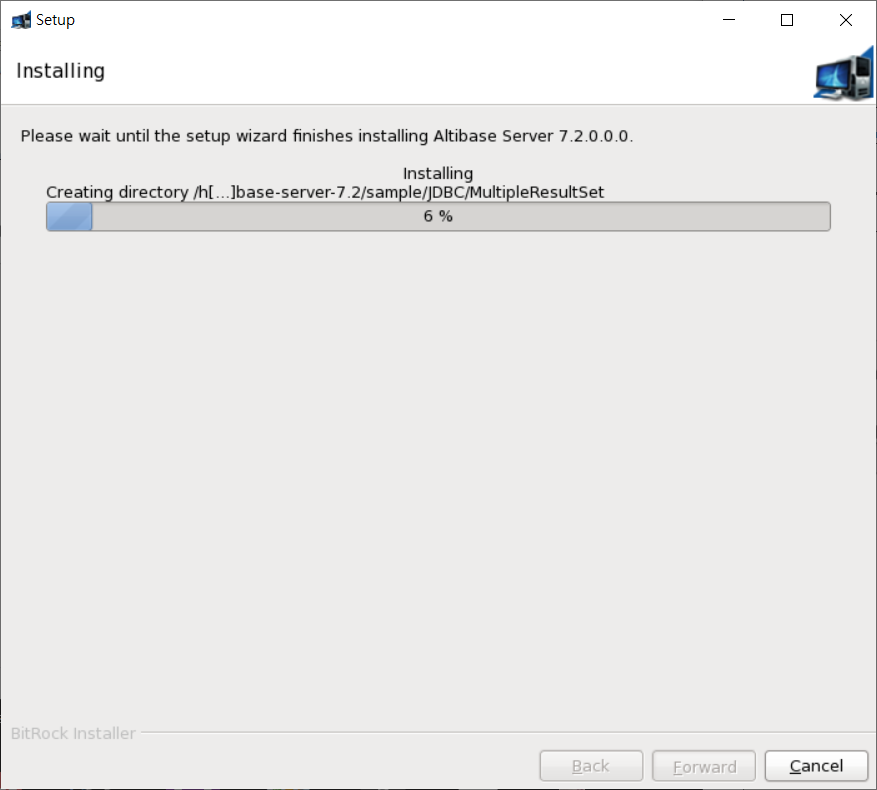 Setup
Installing
Please wait until the setup wizard finishes installing Altibase Server 7.2.0.0.0.
Installing
Creating directory /h[...]base-server-7.2/sample/JDBC/MultipleResultSet
6 %
BitRock Installer
Back
Forward
Cancel